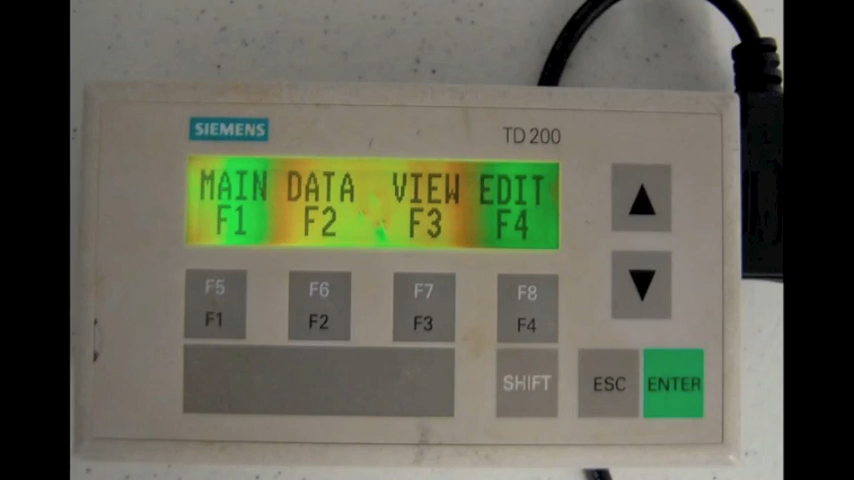 SIEMENS
TD 200
MAIN DATA VIEW EDIT
F1 F2 F3 F4
F5 F6 F7 F8
F1 F2 F3 F4
SHIFT ESC ENTER